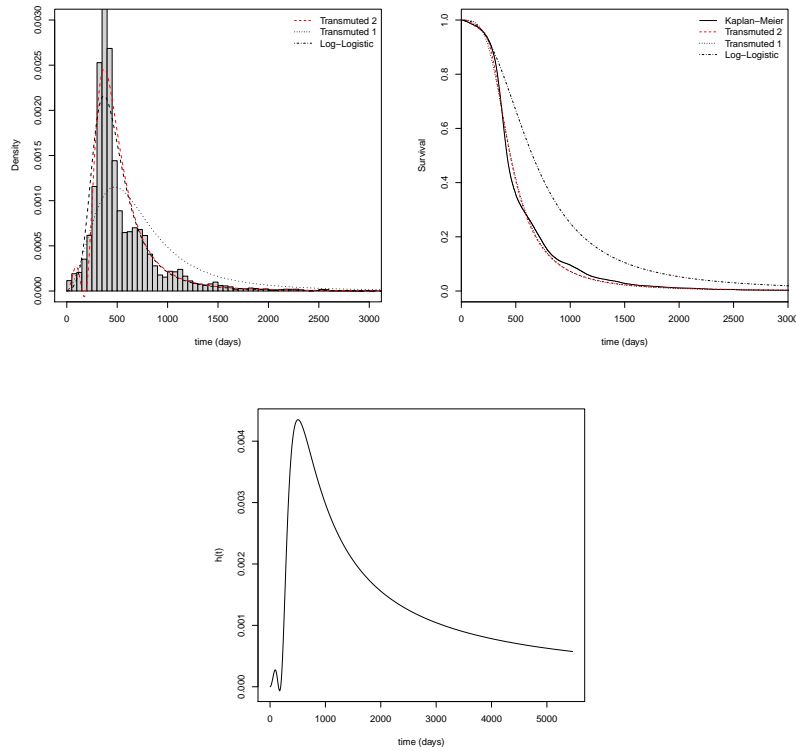 Transmuted 2
Transmuted 1
Log−Logistic
Density
0.0000 0.0005 0.0010 0.0015 0.0020 0.0025 0.0030
0 500 1000 1500 2000 2500 3000
time (days)
Kaplan−Meier
Transmuted 2
Transmuted 1
Log−Logistic
Survival
0.0 0.2 0.4 0.6 0.8 1.0
0 500 1000 1500 2000 2500 3000
time (days)
h(t)
0.000 0.001 0.002 0.003 0.004
0 1000 2000 3000 4000 5000
time (days)